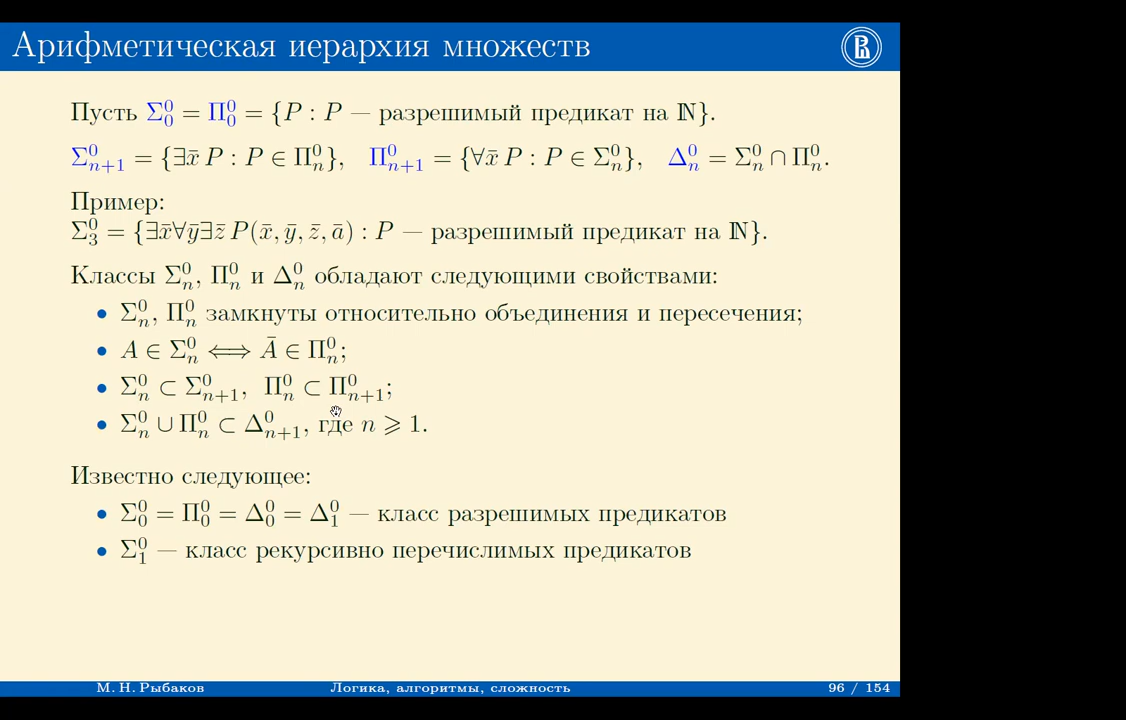 Арифметическая иерархия множеств
Пусть Σ⁰₀ = Π⁰₀ = {P : P — разрешимый предикат на ℕ}.
Σ⁰ₙ₊₁ = {∃x̄ P : P ∈ Π⁰ₙ}, Π⁰ₙ₊₁ = {∀x̄ P : P ∈ Σ⁰ₙ}, Δ⁰ₙ = Σ⁰ₙ ∩ Π⁰ₙ.
Пример:
Σ⁰₃ = {∃x̄∀ȳ∃z̄ P(x̄, ȳ, z̄, ā) : P — разрешимый предикат на ℕ}.
Классы Σ⁰ₙ, Π⁰ₙ и Δ⁰ₙ обладают следующими свойствами:
• Σ⁰ₙ, Π⁰ₙ замкнуты относительно объединения и пересечения;
• A ∈ Σ⁰ₙ ⟺ Ā ∈ Π⁰ₙ;
• Σ⁰ₙ ⊂ Σ⁰ₙ₊₁, Π⁰ₙ ⊂ Π⁰ₙ₊₁;
• Σ⁰ₙ ∪ Π⁰ₙ ⊂ Δ⁰ₙ₊₁, где n ⩾ 1.
Известно следующее:
• Σ⁰₀ = Π⁰₀ = Δ⁰₀ = Δ⁰₁ — класс разрешимых предикатов
• Σ⁰₁ — класс рекурсивно перечислимых предикатов
М. Н. Рыбаков Логика, алгоритмы, сложность 96 / 154